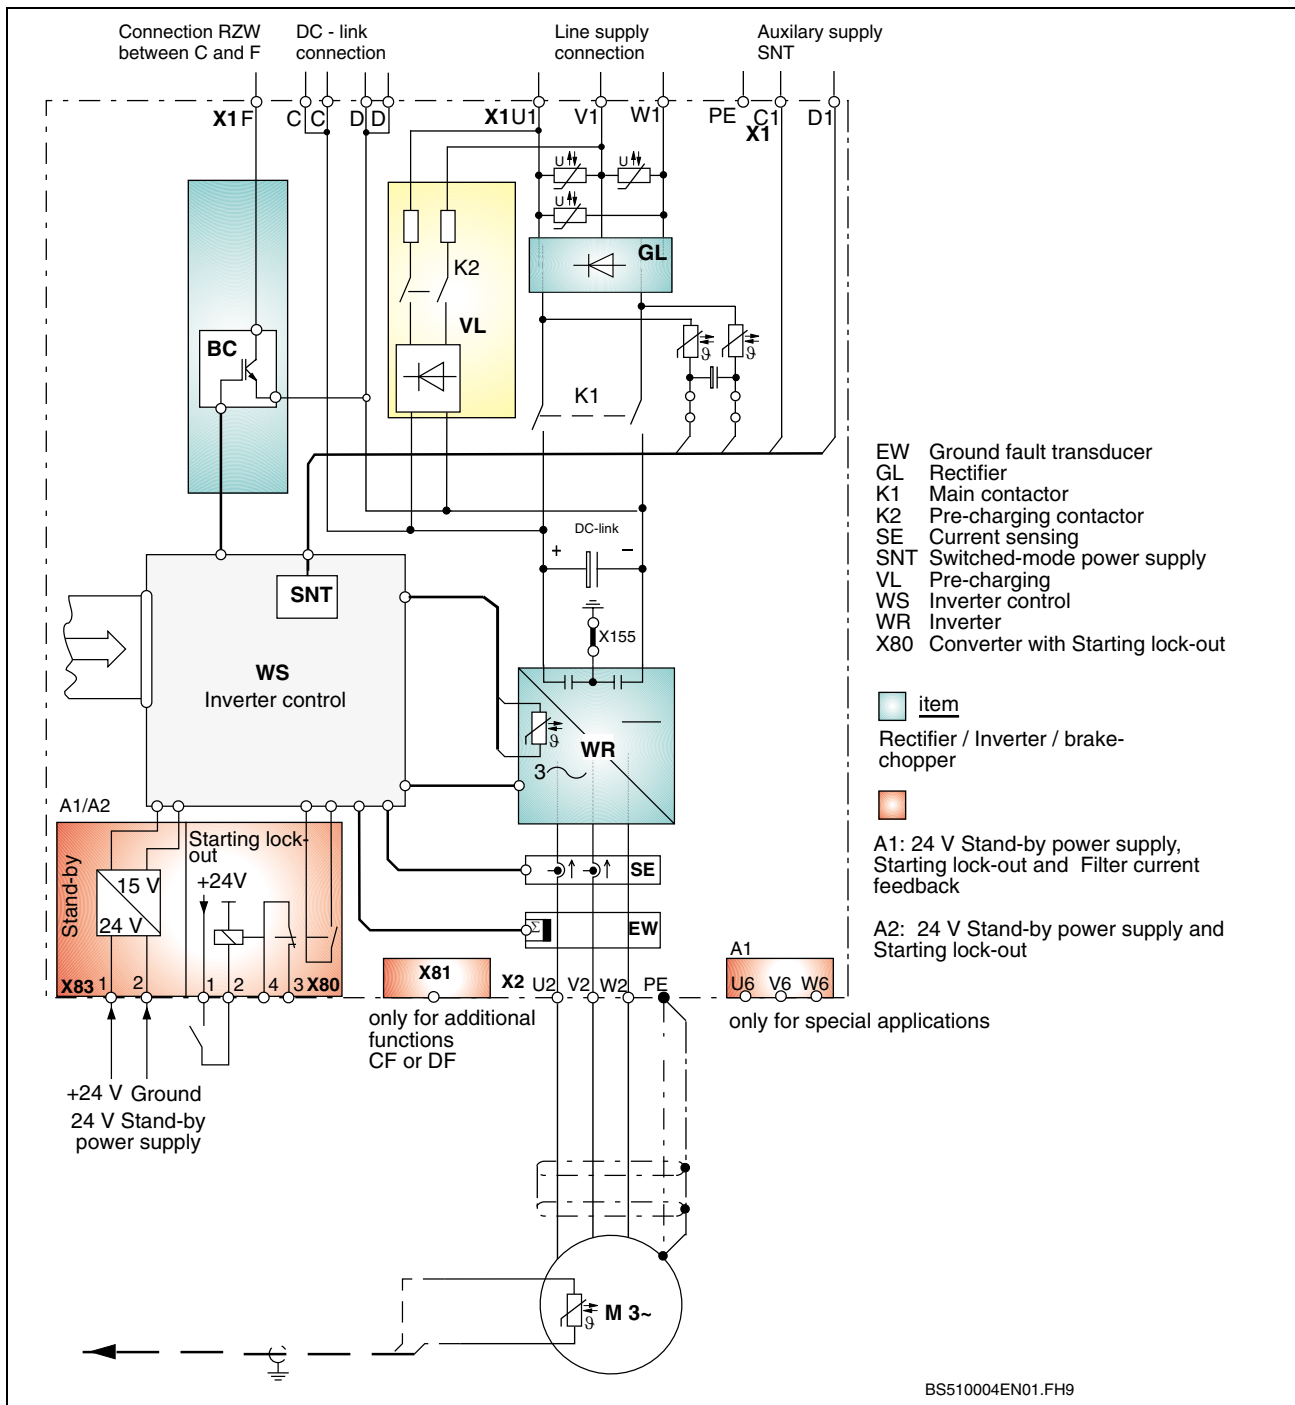 Connection RZW
between C and F
DC - link
connection
Line supply
connection
Auxilary supply
SNT
X1 F
C C D D
X1 U1 V1 W1
PE C1 D1
X1
U
U
U
GL
K2
VL
ϑ
ϑ
BC
K1
DC-link
+ −
X155
SNT
WS
Inverter control
WR
ϑ
3
A1/A2
Stand-by
15 V
24 V
Starting lock-
out
+24V
SE
Σ
EW
X83 1 2 1 2 4 3 X80
X81
X2 U2 V2 W2 PE
A1
U6 V6 W6
only for additional
functions
CF or DF
only for special applications
+24 V Ground
24 V Stand-by
power supply
M 3~
ϑ
EW Ground fault transducer
GL Rectifier
K1 Main contactor
K2 Pre-charging contactor
SE Current sensing
SNT Switched-mode power supply
VL Pre-charging
WS Inverter control
WR Inverter
X80 Converter with Starting lock-out
item
Rectifier / Inverter / brake-
chopper
A1: 24 V Stand-by power supply,
Starting lock-out and Filter current
feedback
A2: 24 V Stand-by power supply and
Starting lock-out
BS510004EN01.FH9